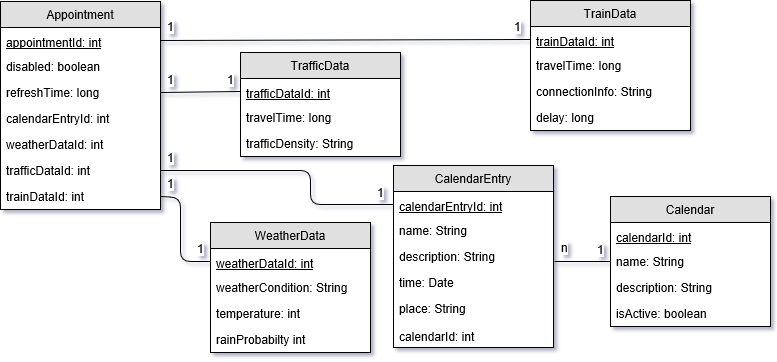 Appointment
appointmentId: int
disabled: boolean
refreshTime: long
calendarEntryId: int
weatherDataId: int
trafficDataId: int
trainDataId: int
1
1
TrainData
trainDataId: int
travelTime: long
connectionInfo: String
delay: long
1
1
TrafficData
trafficDataId: int
travelTime: long
trafficDensity: String
1
1
CalendarEntry
calendarEntryId: int
name: String
description: String
time: Date
place: String
calendarId: int
1
1
WeatherData
weatherDataId: int
weatherCondition: String
temperature: int
rainProbabilty int
n
1
Calendar
calendarId: int
name: String
description: String
isActive: boolean